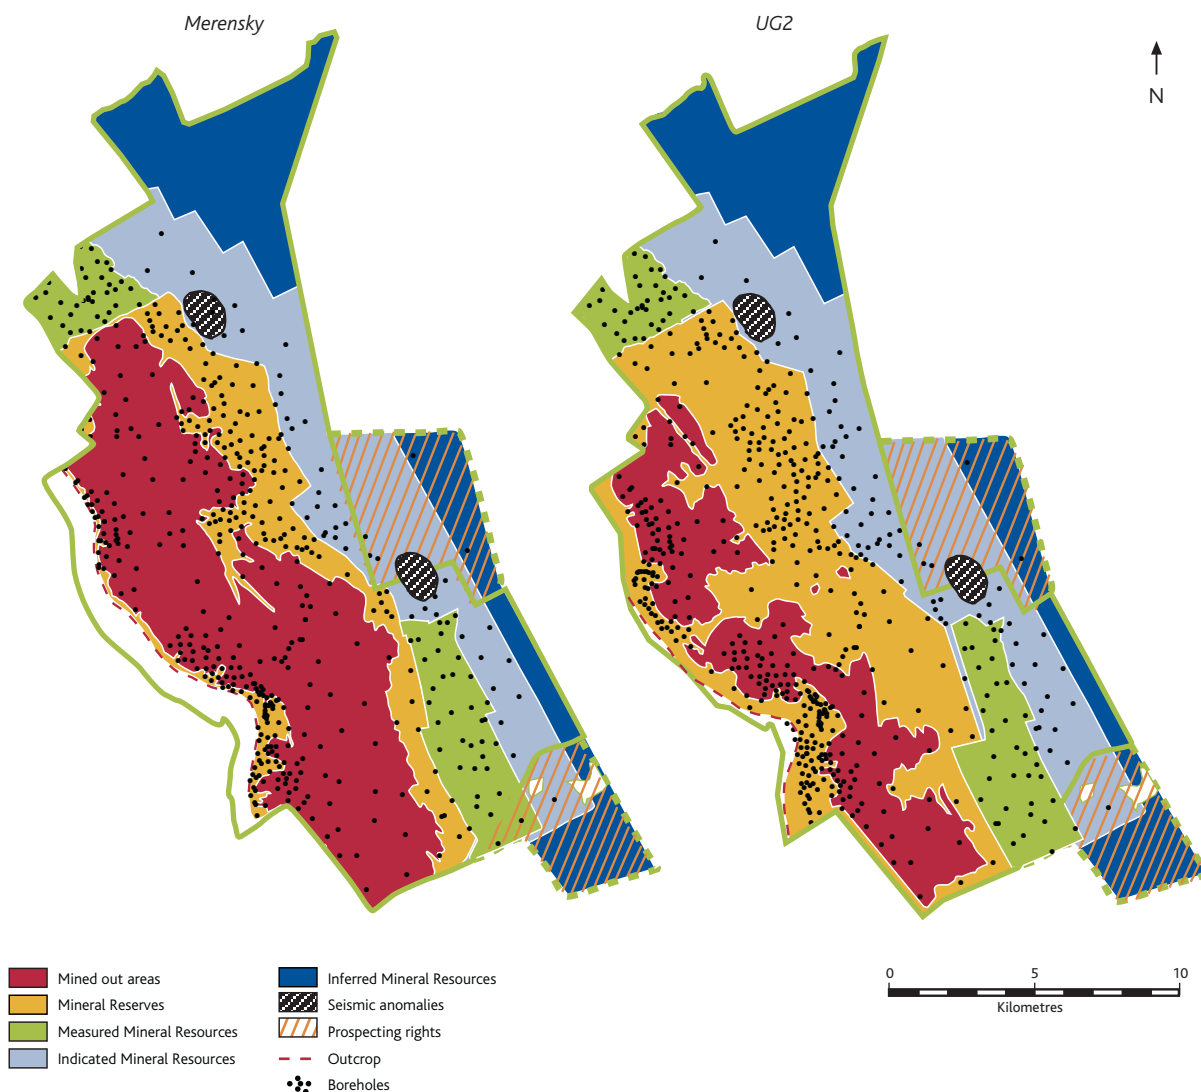 Merensky
UG2
N
Mined out areas
Mineral Reserves
Measured Mineral Resources
Indicated Mineral Resources
Inferred Mineral Resources
Seismic anomalies
Prospecting rights
Outcrop
Boreholes
0 5 10
Kilometres